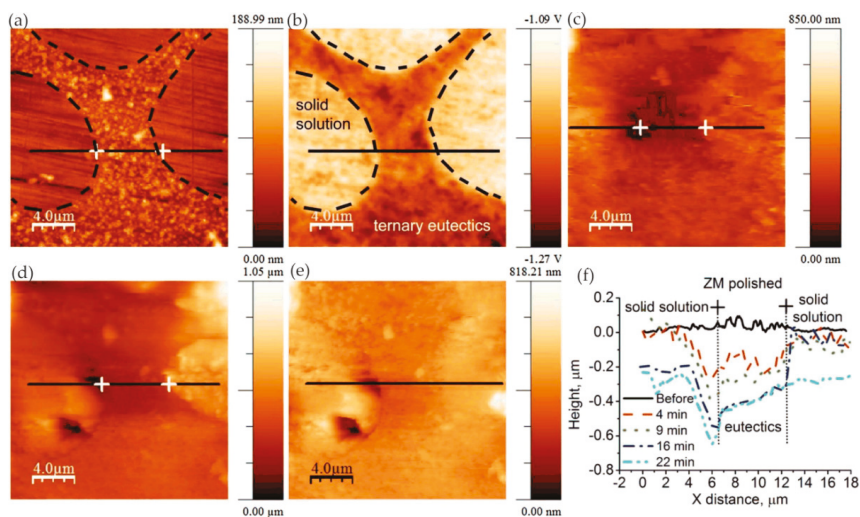 (a)
188.99 nm
0.00 nm
4.0µm
(b)
-1.09 V
-1.27 V
solid
solution
ternary eutectics
4.0µm
(c)
850.00 nm
0.00 nm
4.0µm
(d)
1.05 µm
0.00 µm
4.0µm
(e)
818.21 nm
0.00 nm
4.0µm
(f)
ZM polished
solid solution
solid
solution
eutectics
Before
4 min
9 min
16 min
22 min
Height, µm
0.2
0.0
-0.2
-0.4
-0.6
-0.8
-2 0 2 4 6 8 10 12 14 16 18
X distance, µm